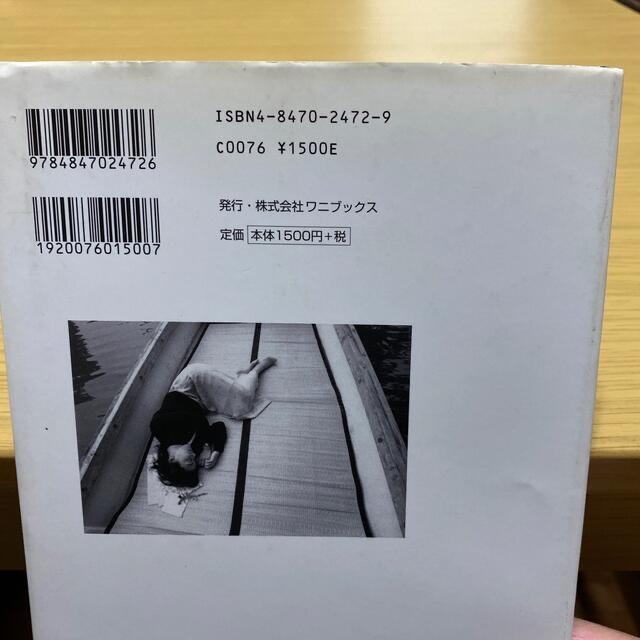 ISBN4-8470-2472-9
C0076 ¥1500E
9784847024726
発行・株式会社ワニブックス
1920076015007
定価 本体1500円+税